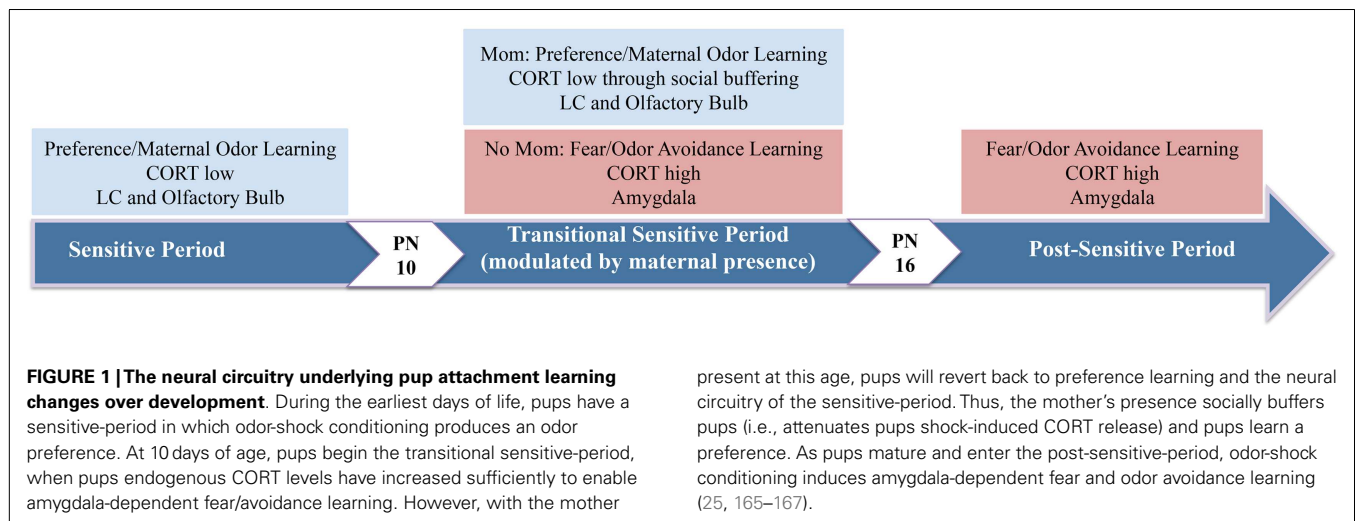 Mom: Preference/Maternal Odor Learning
CORT low through social buffering
LC and Olfactory Bulb
Preference/Maternal Odor Learning
CORT low
LC and Olfactory Bulb
No Mom: Fear/Odor Avoidance Learning
CORT high
Amygdala
Fear/Odor Avoidance Learning
CORT high
Amygdala
Sensitive Period
PN
10
Transitional Sensitive Period
(modulated by maternal presence)
PN
16
Post-Sensitive Period
FIGURE 1 | The neural circuitry underlying pup attachment learning
changes over development. During the earliest days of life, pups have a
sensitive-period in which odor-shock conditioning produces an odor
preference. At 10 days of age, pups begin the transitional sensitive-period,
when pups endogenous CORT levels have increased sufficiently to enable
amygdala-dependent fear/avoidance learning. However, with the mother
present at this age, pups will revert back to preference learning and the neural
circuitry of the sensitive-period. Thus, the mother's presence socially buffers
pups (i.e., attenuates pups shock-induced CORT release) and pups learn a
preference. As pups mature and enter the post-sensitive-period, odor-shock
conditioning induces amygdala-dependent fear and odor avoidance learning
(25, 165–167).